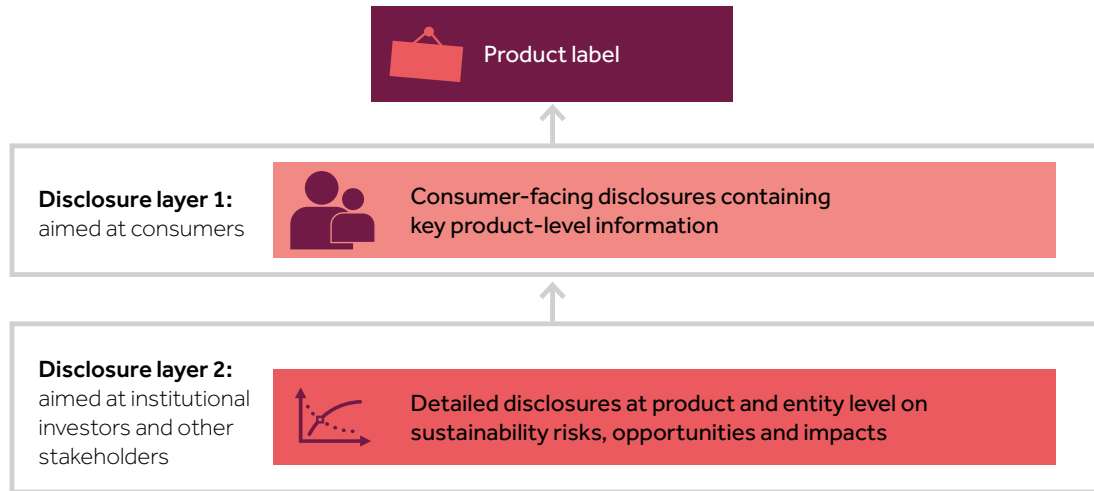 Product label
Disclosure layer 1:
aimed at consumers
Consumer-facing disclosures containing
key product-level information
Disclosure layer 2:
aimed at institutional
investors and other
stakeholders
Detailed disclosures at product and entity level on
sustainability risks, opportunities and impacts